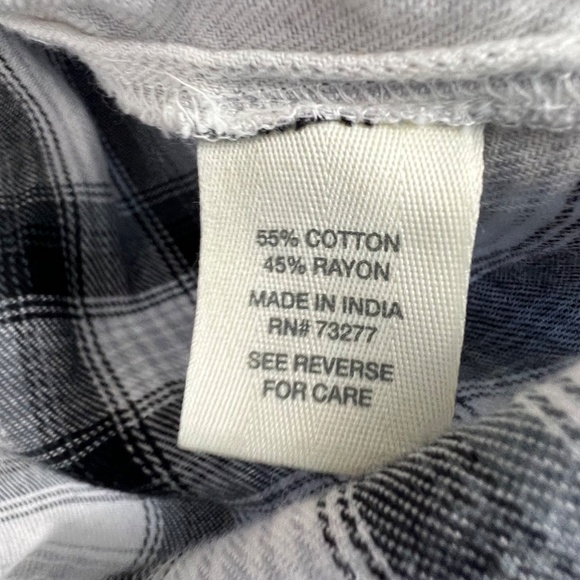 55% COTTON
45% RAYON
MADE IN INDIA
RN# 73277
SEE REVERSE
FOR CARE